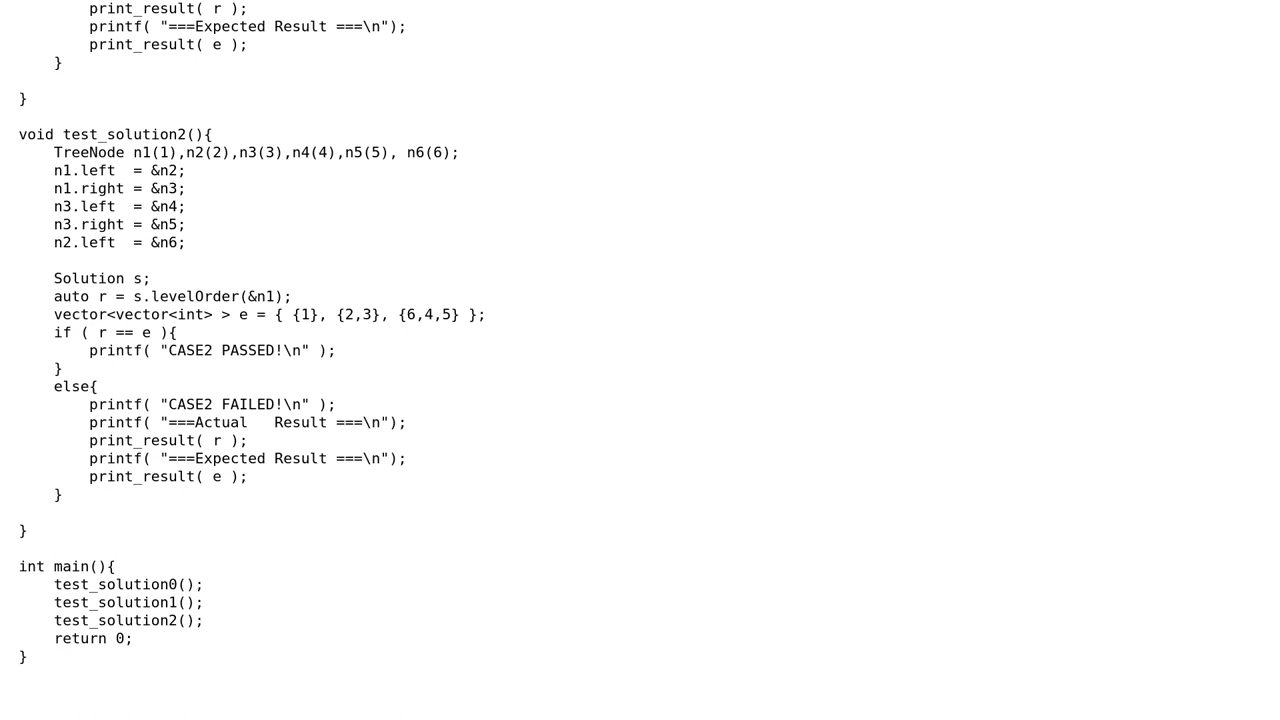 print_result( r );
        printf( "===Expected Result ===\n");
        print_result( e );
    }

}

void test_solution2(){
    TreeNode n1(1),n2(2),n3(3),n4(4),n5(5), n6(6);
    n1.left  = &n2;
    n1.right = &n3;
    n3.left  = &n4;
    n3.right = &n5;
    n2.left  = &n6;

    Solution s;
    auto r = s.levelOrder(&n1);
    vector<vector<int> > e = { {1}, {2,3}, {6,4,5} };
    if ( r == e ){
        printf( "CASE2 PASSED!\n" );
    }
    else{
        printf( "CASE2 FAILED!\n" );
        printf( "===Actual   Result ===\n");
        print_result( r );
        printf( "===Expected Result ===\n");
        print_result( e );
    }

}

int main(){
    test_solution0();
    test_solution1();
    test_solution2();
    return 0;
}